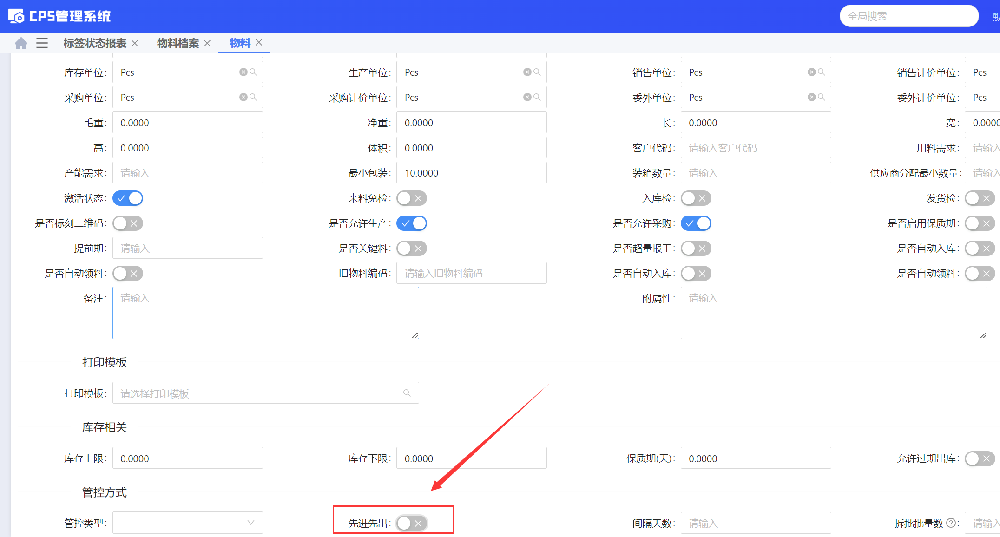 CPS管理系统 全局搜索
标签状态报表 物料档案 物料
库存单位: Pcs 生产单位: Pcs 销售单位: Pcs 销售计价单位: Pcs
采购单位: Pcs 采购计价单位: Pcs 委外单位: Pcs 委外计价单位: Pcs
毛重: 0.0000 净重: 0.0000 长: 0.0000 宽: 0.0000
高: 0.0000 体积: 0.0000 客户代码: 请输入客户代码 用料需求: 请输入
产能需求: 请输入 最小包装: 10.0000 装箱数量: 请输入 供应商分配最小数量: 请输入
激活状态: 来料免检: 入库检: 发货检:
是否标刻二维码: 是否允许生产: 是否允许采购: 是否启用保质期:
提前期: 请输入 是否关键料: 是否超量报工: 是否自动入库:
是否自动领料: 旧物料编码: 请输入旧物料编码 是否自动入库: 是否自动领料:
备注: 请输入 附属性: 请输入
打印模板
打印模板: 请选择打印模板
库存相关
库存上限: 0.0000 库存下限: 0.0000 保质期(天): 0.0000 允许过期出库:
管控方式
管控类型: 先进先出: 间隔天数: 请输入 拆批批量数 ?: 请输入